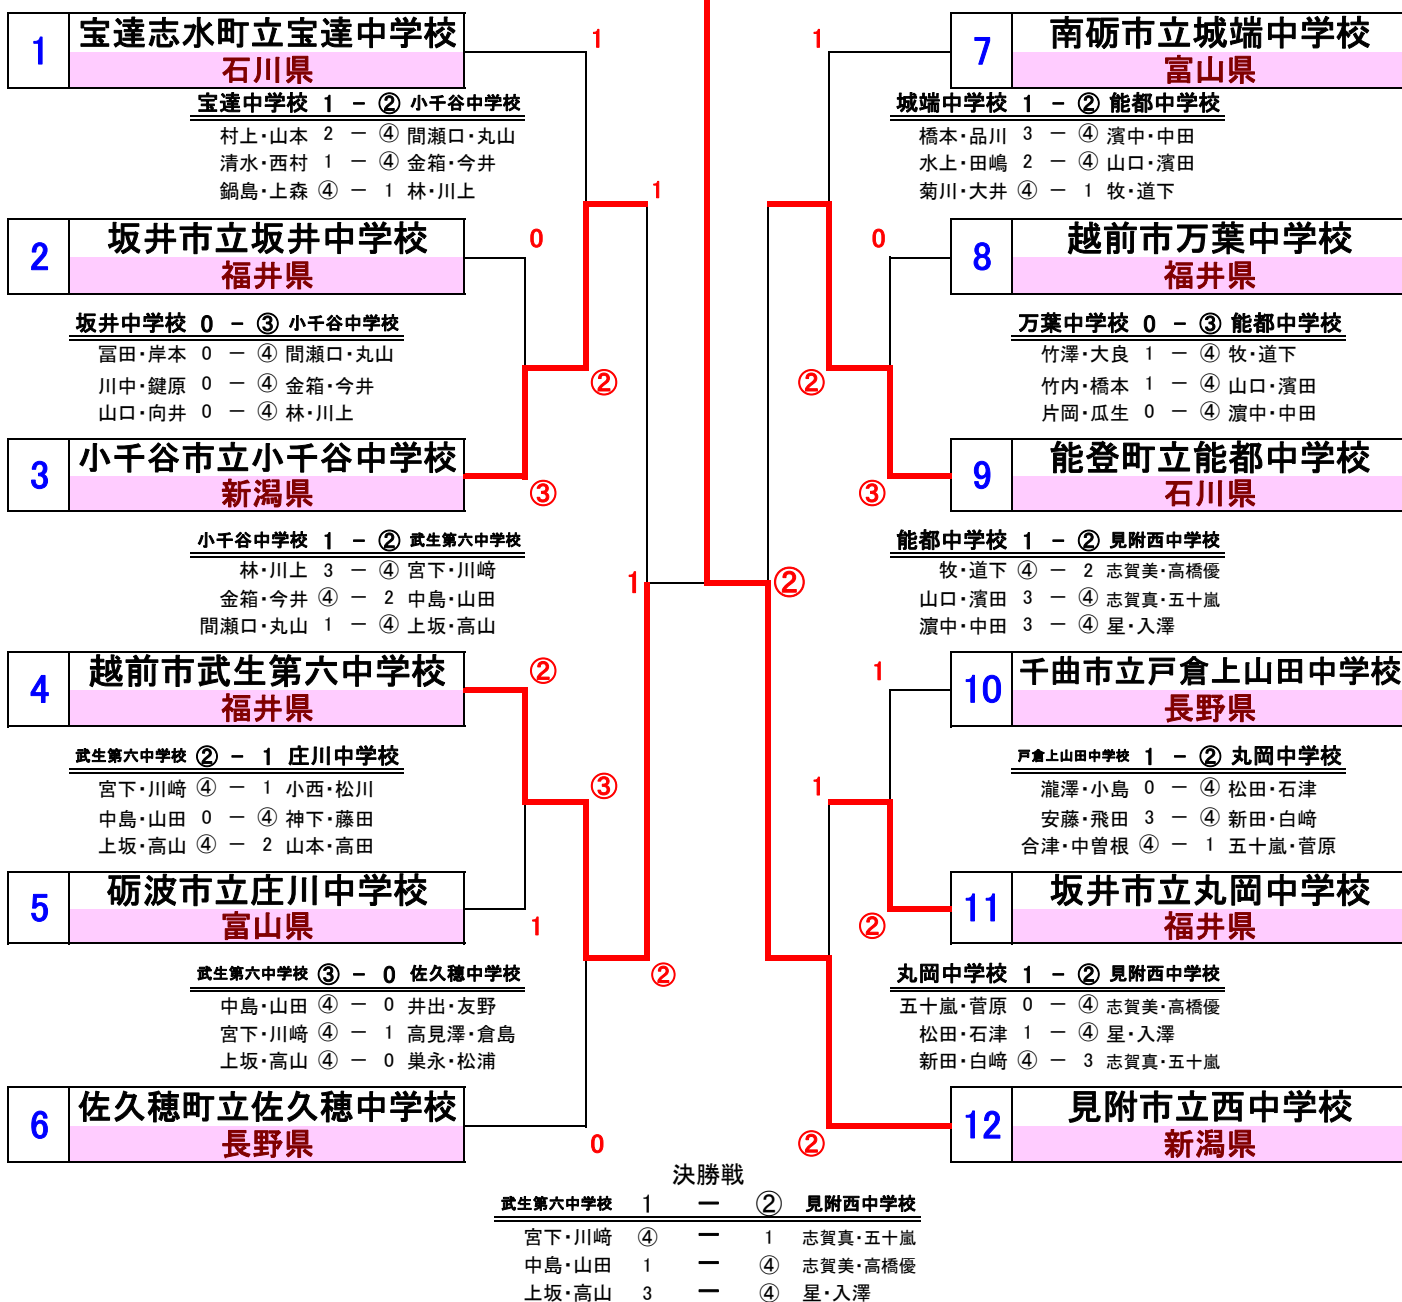 1
宝達志水町立宝達中学校
石川県
1
宝達中学校 1 − ② 小千谷中学校
村上・山本 2 − ④ 間瀬口・丸山
清水・西村 1 − ④ 金箱・今井
鍋島・上森 ④ − 1 林・川上
1
2
坂井市立坂井中学校
福井県
0
坂井中学校 0 − ③ 小千谷中学校
冨田・岸本 0 − ④ 間瀬口・丸山
川中・鍵原 0 − ④ 金箱・今井
山口・向井 0 − ④ 林・川上
②
3
小千谷市立小千谷中学校
新潟県
③
小千谷中学校 1 − ② 武生第六中学校
林・川上 3 − ④ 宮下・川﨑
金箱・今井 ④ − 2 中島・山田
間瀬口・丸山 1 − ④ 上坂・高山
1
4
越前市武生第六中学校
福井県
②
武生第六中学校 ② − 1 庄川中学校
宮下・川﨑 ④ − 1 小西・松川
中島・山田 0 − ④ 神下・藤田
上坂・高山 ④ − 2 山本・高田
③
5
砺波市立庄川中学校
富山県
1
武生第六中学校 ③ − 0 佐久穂中学校
中島・山田 ④ − 0 井出・友野
宮下・川﨑 ④ − 1 高見澤・倉島
上坂・高山 ④ − 0 巣永・松浦
②
6
佐久穂町立佐久穂中学校
長野県
0
7
南砺市立城端中学校
富山県
1
城端中学校 1 − ② 能都中学校
橋本・品川 3 − ④ 濱中・中田
水上・田嶋 2 − ④ 山口・濱田
菊川・大井 ④ − 1 牧・道下
8
越前市万葉中学校
福井県
0
万葉中学校 0 − ③ 能都中学校
竹澤・大良 1 − ④ 牧・道下
竹内・橋本 1 − ④ 山口・濱田
片岡・瓜生 0 − ④ 濵中・中田
②
9
能登町立能都中学校
石川県
③
能都中学校 1 − ② 見附西中学校
牧・道下 ④ − 2 志賀美・高橋優
山口・濱田 3 − ④ 志賀真・五十嵐
濵中・中田 3 − ④ 星・入澤
②
10
千曲市立戸倉上山田中学校
長野県
1
戸倉上山田中学校 1 − ② 丸岡中学校
瀧澤・小島 0 − ④ 松田・石津
安藤・飛田 3 − ④ 新田・白﨑
合津・中曽根 ④ − 1 五十嵐・菅原
1
11
坂井市立丸岡中学校
福井県
②
丸岡中学校 1 − ② 見附西中学校
五十嵐・菅原 0 − ④ 志賀美・高橋優
松田・石津 1 − ④ 星・入澤
新田・白﨑 ④ − 3 志賀真・五十嵐
12
見附市立西中学校
新潟県
②
決勝戦
武生第六中学校 1 − ② 見附西中学校
宮下・川﨑 ④ − 1 志賀真・五十嵐
中島・山田 1 − ④ 志賀美・高橋優
上坂・高山 3 − ④ 星・入澤